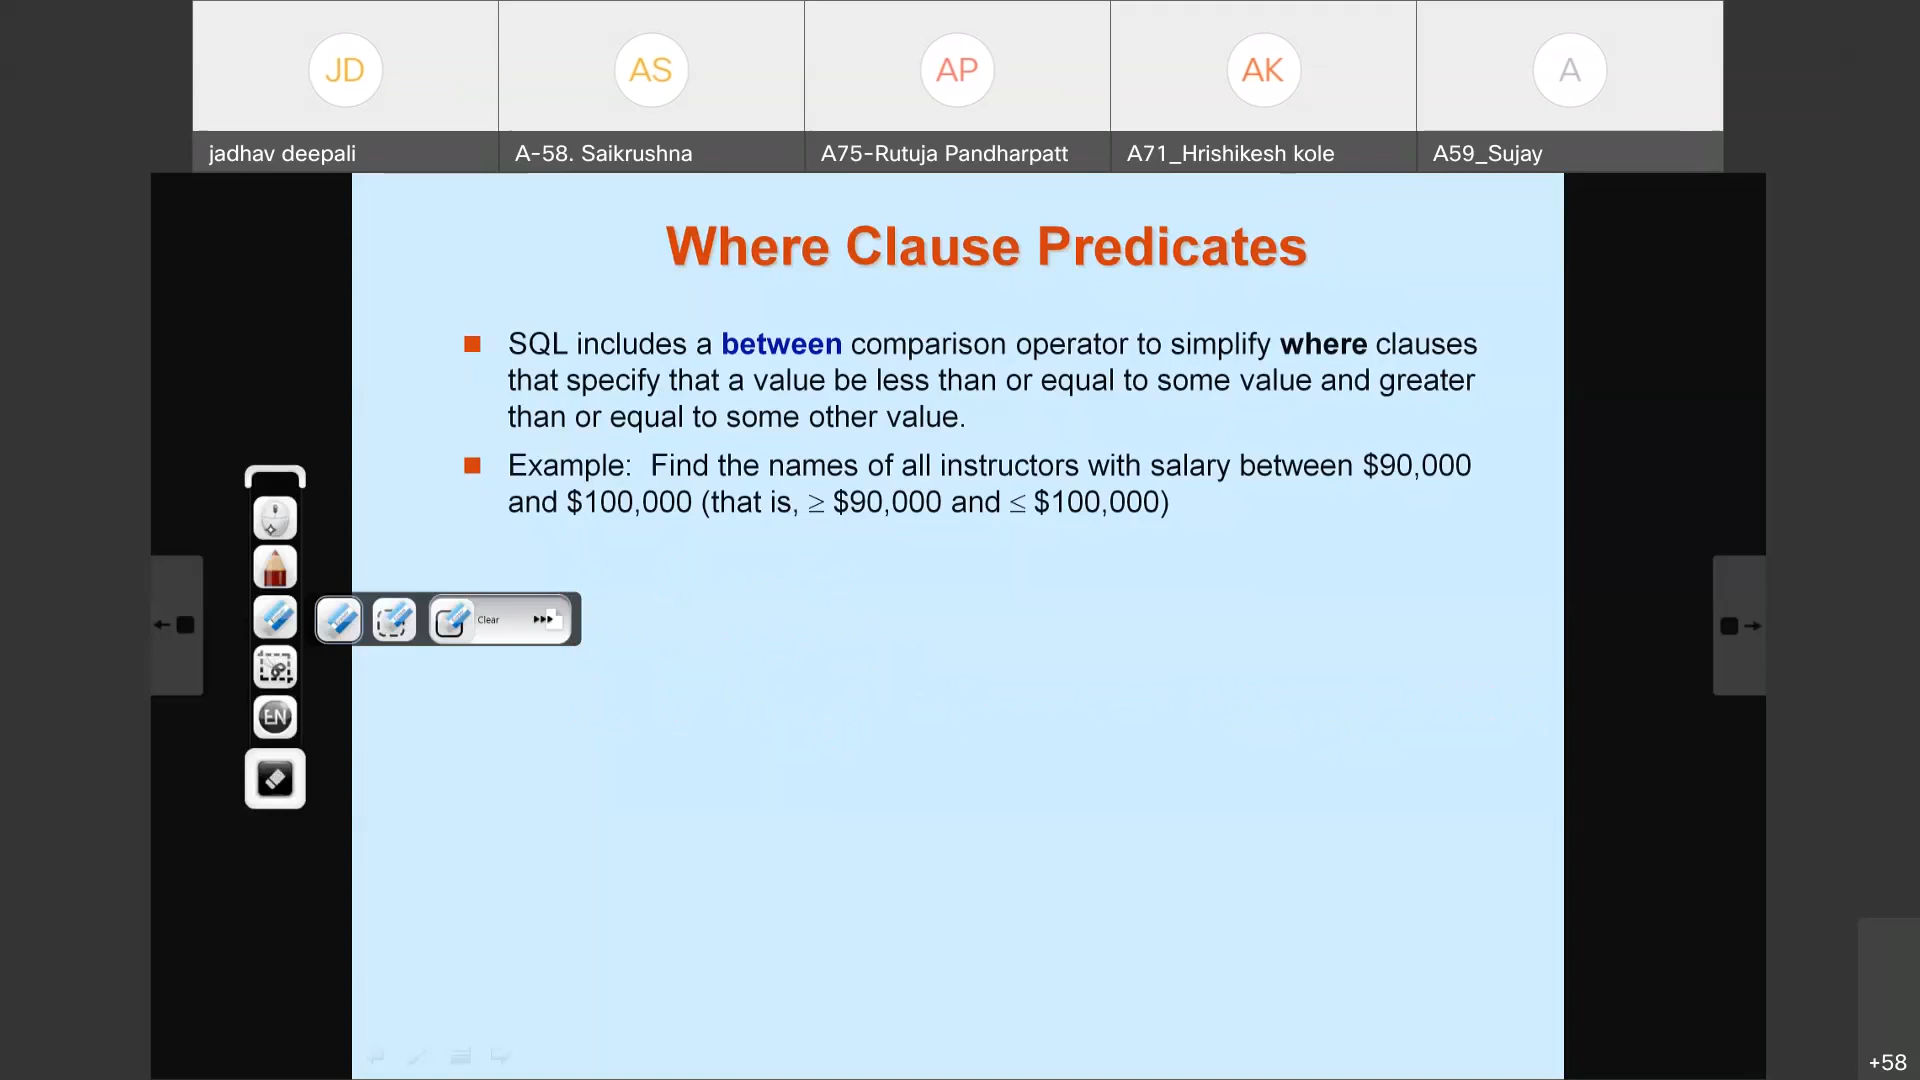 JD
AS
AP
AK
A
jadhav deepali
A-58. Saikrushna
A75-Rutuja Pandharpatt
A71_Hrishikesh kole
A59_Sujay
Where Clause Predicates
SQL includes a between comparison operator to simplify where clauses
that specify that a value be less than or equal to some value and greater
than or equal to some other value.
Example: Find the names of all instructors with salary between $90,000
and $100,000 (that is, ≥ $90,000 and ≤ $100,000)
Clear
EN
+58